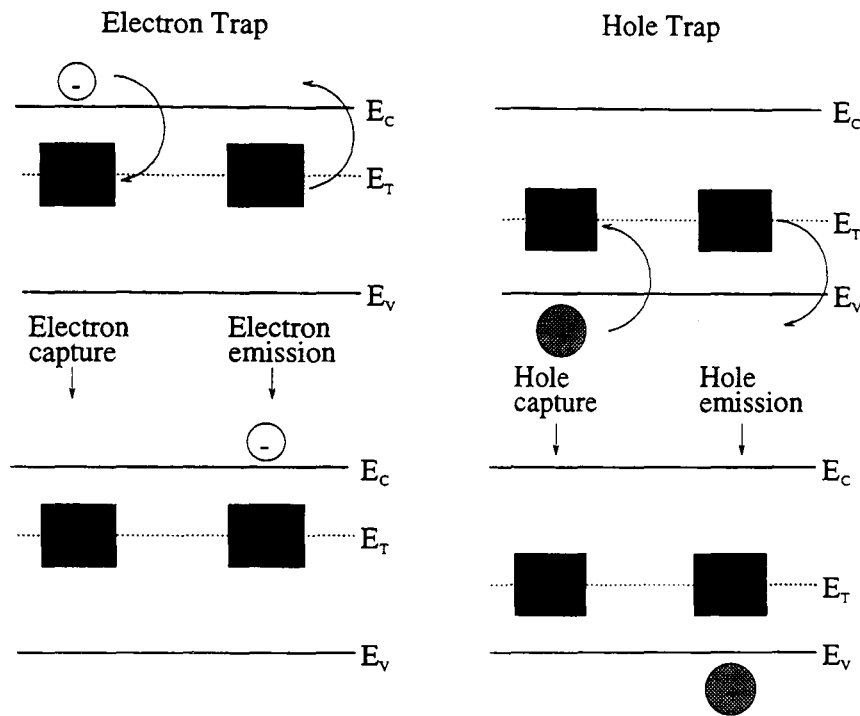 Electron Trap
Hole Trap
-
E_C
E_T
E_V
E_C
E_T
E_V
Electron
capture
Electron
emission
Hole
capture
Hole
emission
-
E_C
E_T
E_V
E_C
E_T
E_V